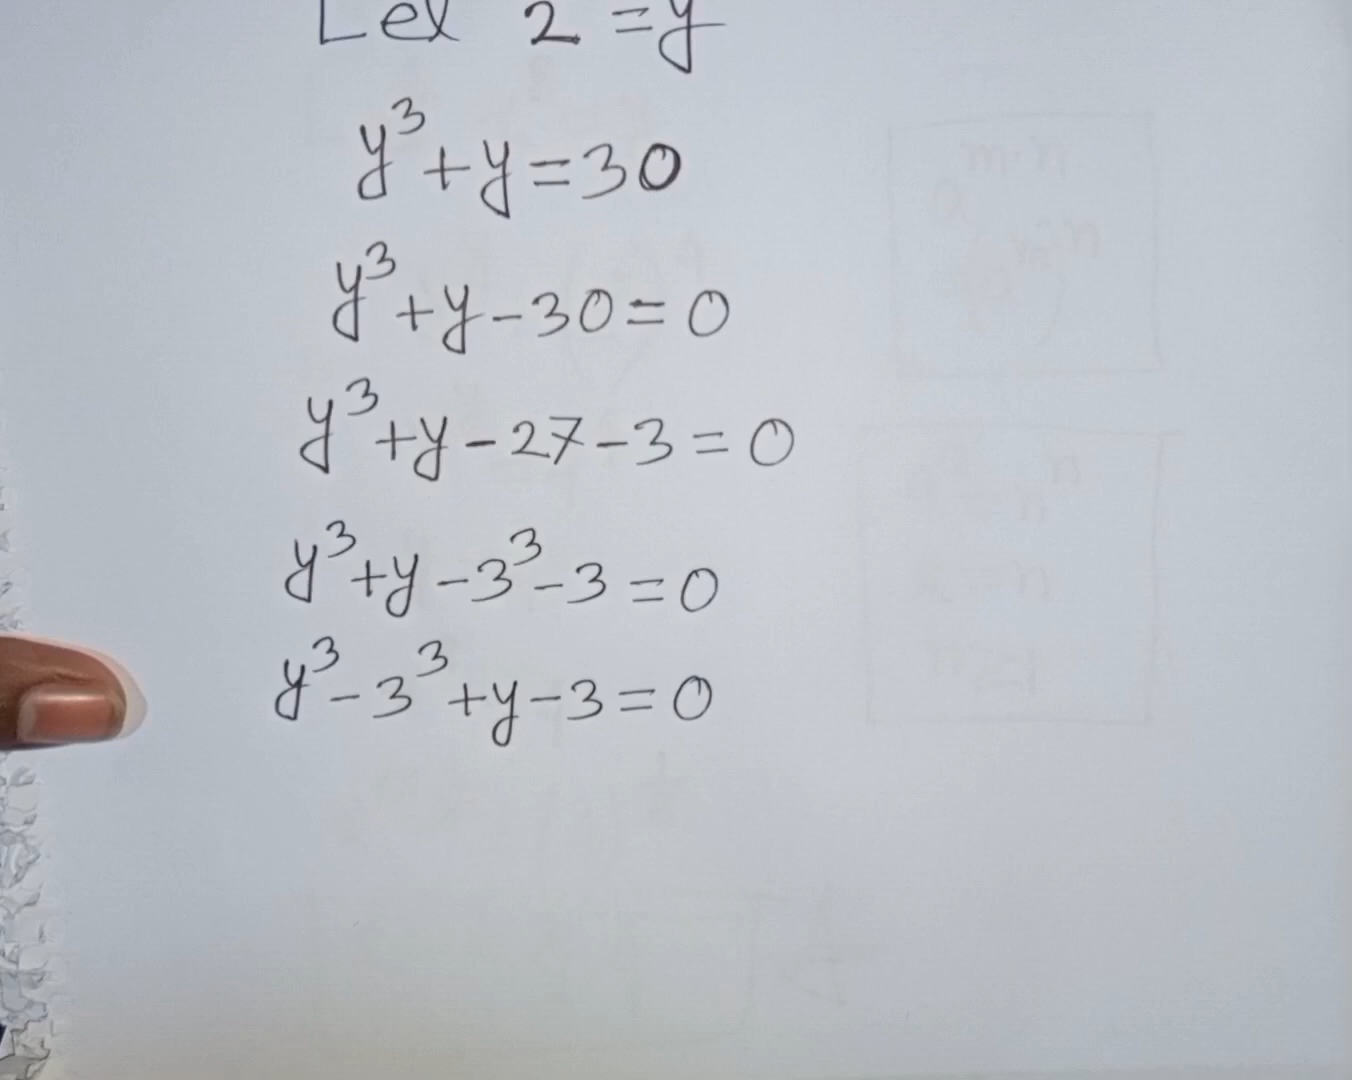 Let 2 = y
y³ + y = 30
y³ + y - 30 = 0
y³ + y - 27 - 3 = 0
y³ + y - 3³ - 3 = 0
y³ - 3³ + y - 3 = 0